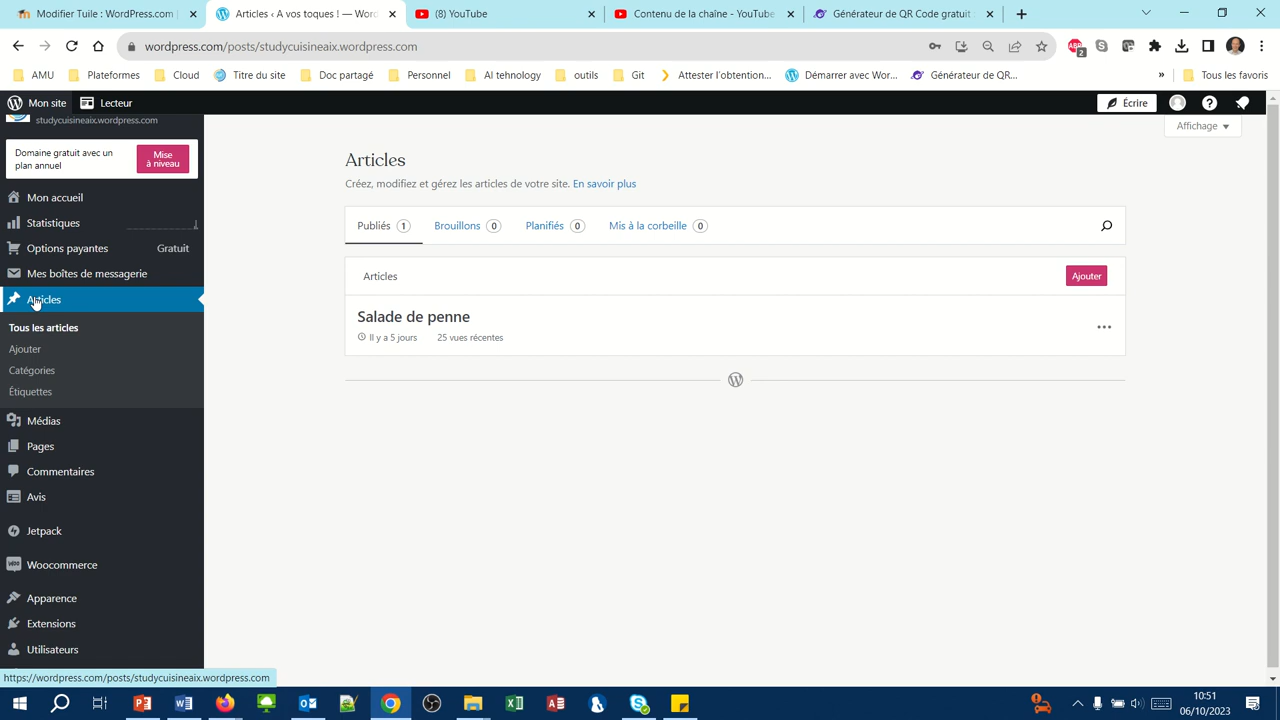 Modifier Tuile : wordpress.com
Articles ‹ A vos toques ! — Word
(8) YouTube
Contenu de la chaîne - YouTube
Générateur de QR Code gratuit :
wordpress.com/posts/studycuisineaix.wordpress.com
2
AMU
Plateformes
Cloud
Titre du site
Doc partagé
Personnel
AI tehnology
outils
Git
Attester l'obtention...
Démarrer avec Wor...
Générateur de QR...
»
Tous les favoris
Mon site
Lecteur
Écrire
studycuisineaix.wordpress.com
Affichage
Domaine gratuit avec un
plan annuel
Mise
à niveau
Articles
Créez, modifiez et gérez les articles de votre site. En savoir plus
Mon accueil
Statistiques
Publiés 1
Brouillons 0
Planifiés 0
Mis à la corbeille 0
Options payantes
Gratuit
Mes boîtes de messagerie
Articles
Ajouter
Articles
Salade de penne
Tous les articles
Il y a 5 jours
25 vues récentes
Ajouter
Catégories
Étiquettes
Médias
Pages
Commentaires
Avis
Jetpack
Woocommerce
Apparence
Extensions
Utilisateurs
https://wordpress.com/posts/studycuisineaix.wordpress.com
10:51
06/10/2023